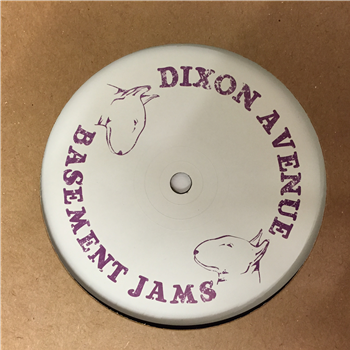 DIXON AVENUE
BASEMENT JAMS